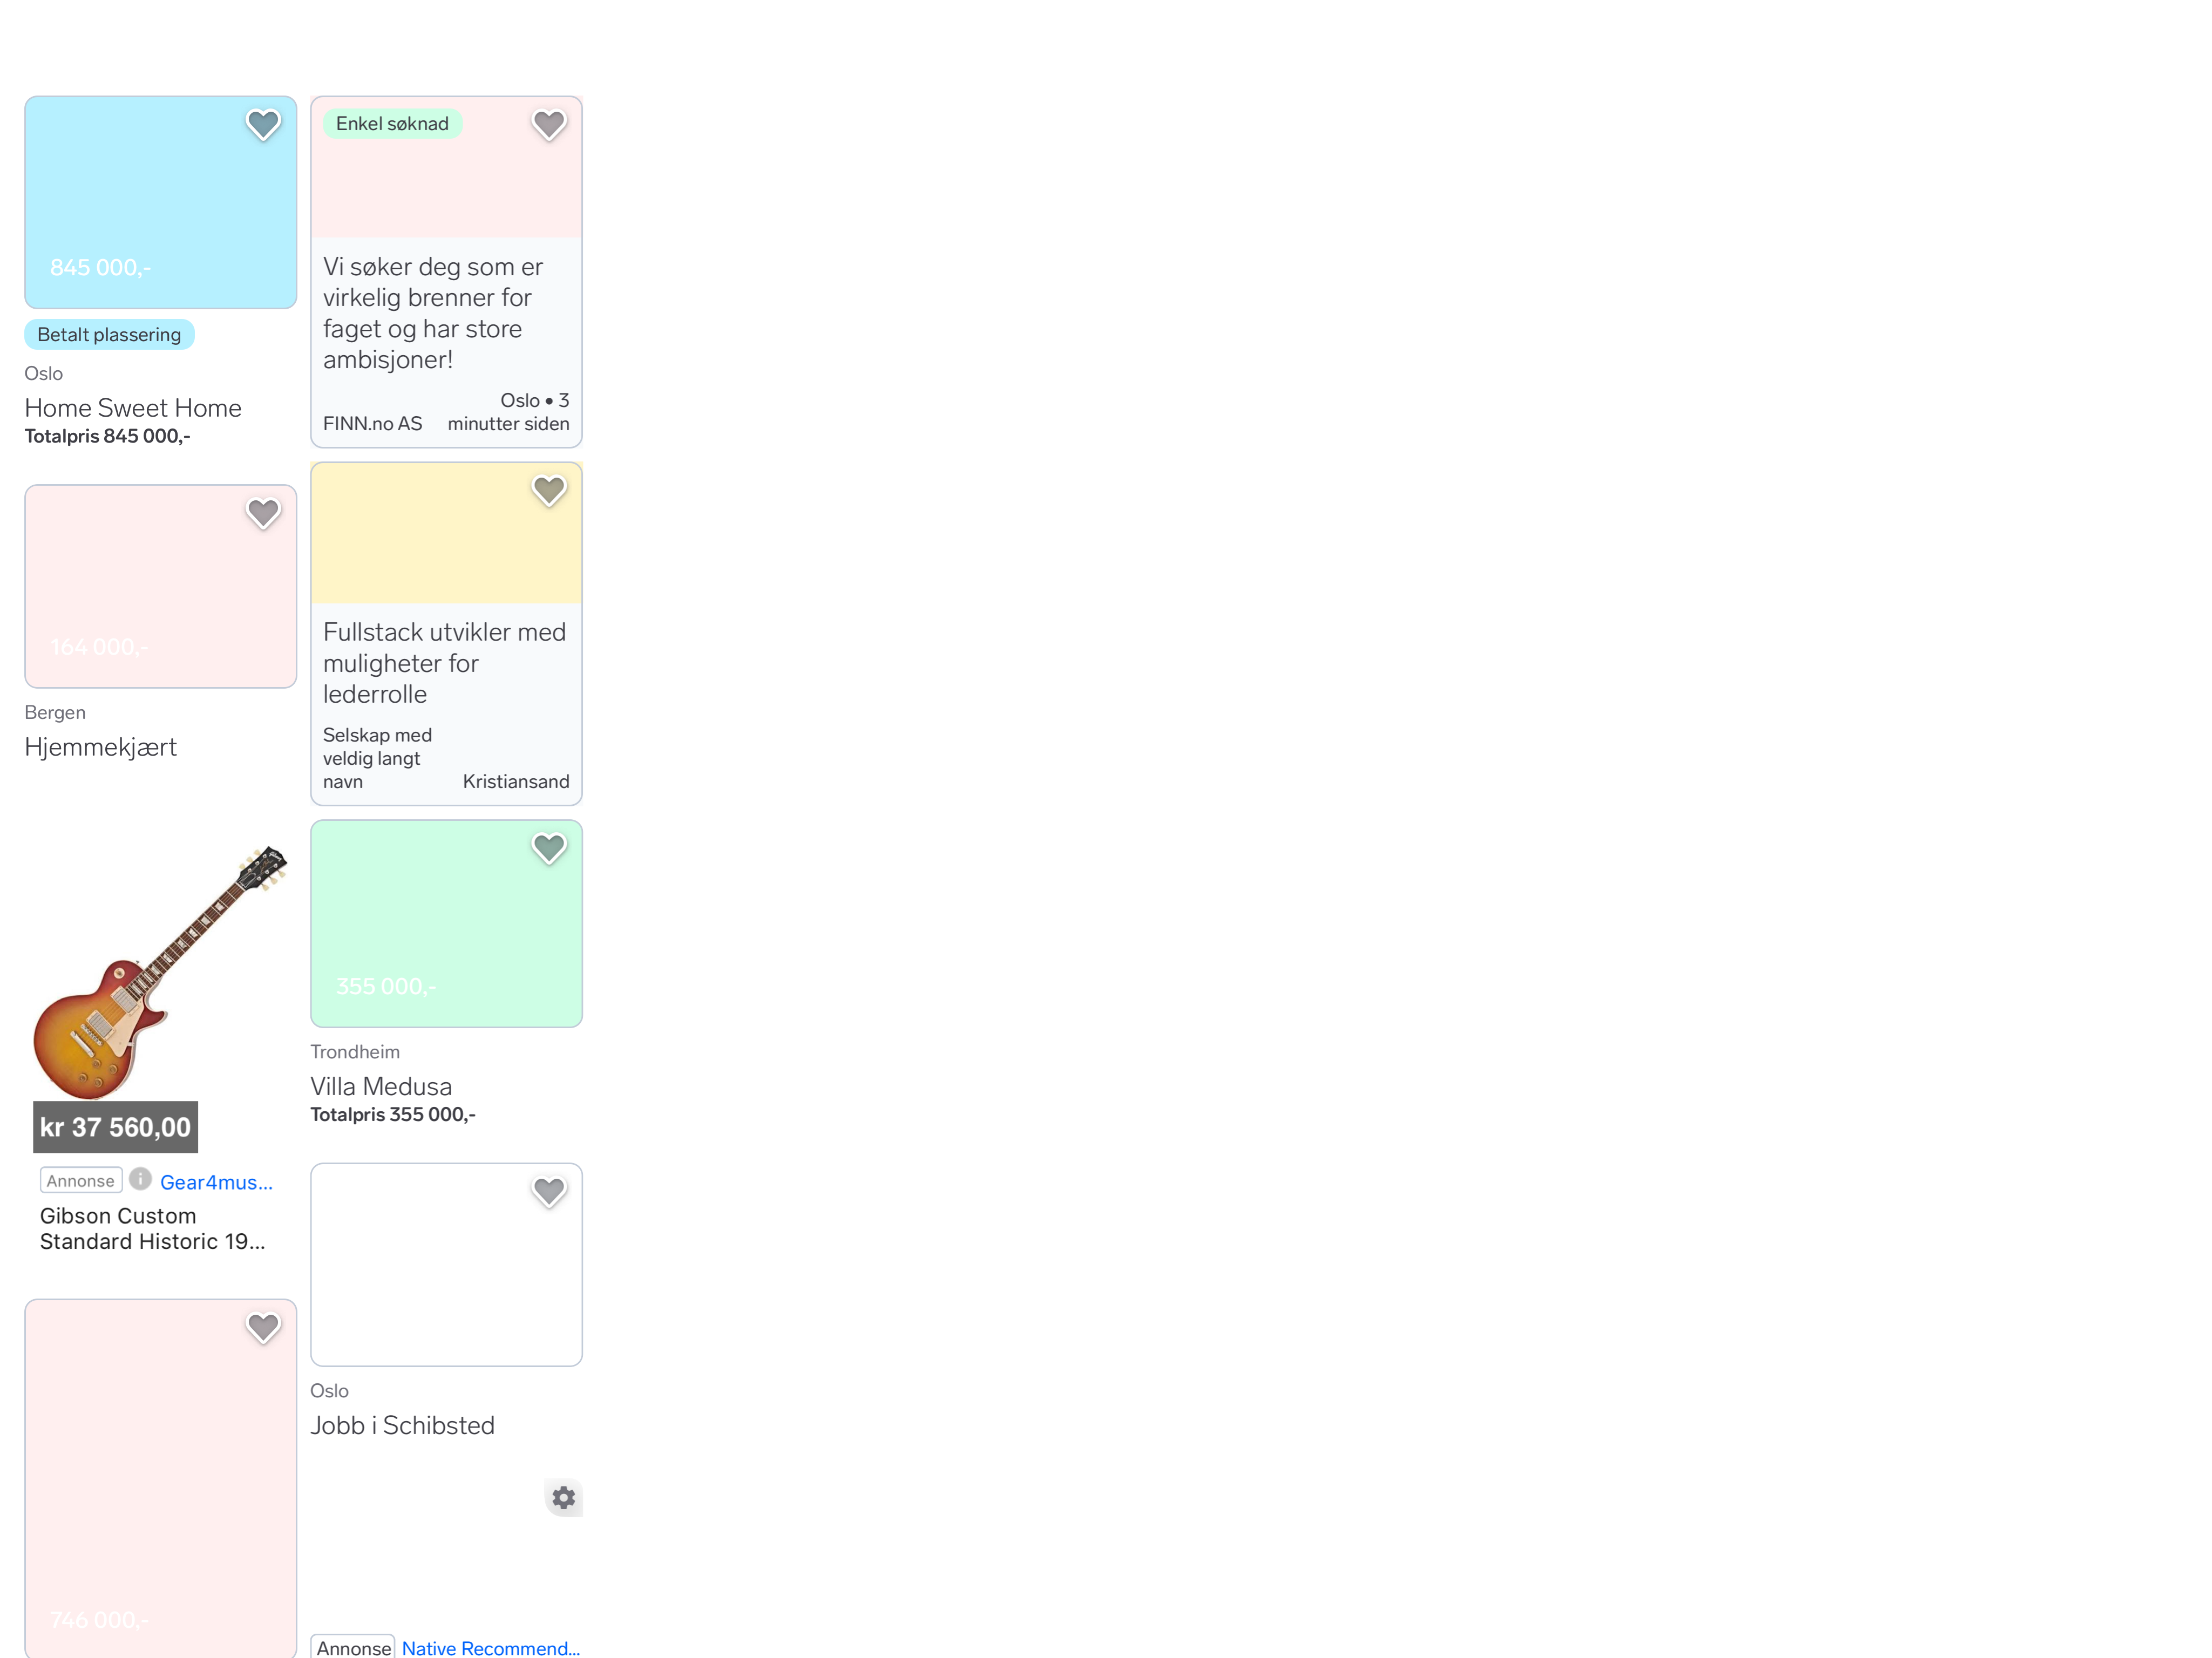 845 000,-
Betalt plassering
Oslo
Home Sweet Home
Totalpris 845 000,-
164 000,-
Bergen
Hjemmekjært
kr 37 560,00
Annonse Gear4mus...
Gibson Custom
Standard Historic 19...
746 000,-
Enkel søknad
Vi søker deg som er
virkelig brenner for
faget og har store
ambisjoner!
Oslo • 3
FINN.no AS minutter siden
Fullstack utvikler med
muligheter for
lederrolle
Selskap med
veldig langt
navn Kristiansand
355 000,-
Trondheim
Villa Medusa
Totalpris 355 000,-
Oslo
Jobb i Schibsted
Annonse Native Recommend...